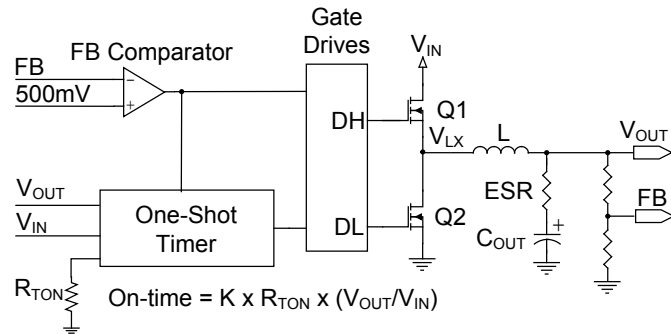 Gate
Drives
FB Comparator
FB
500mV
−
+
DH
DL
V_IN
Q1
V_LX
L
V_OUT
ESR
FB
Q2
C_OUT
+
V_OUT
V_IN
One-Shot
Timer
R_TON
On-time = K x R_TON x (V_OUT/V_IN)